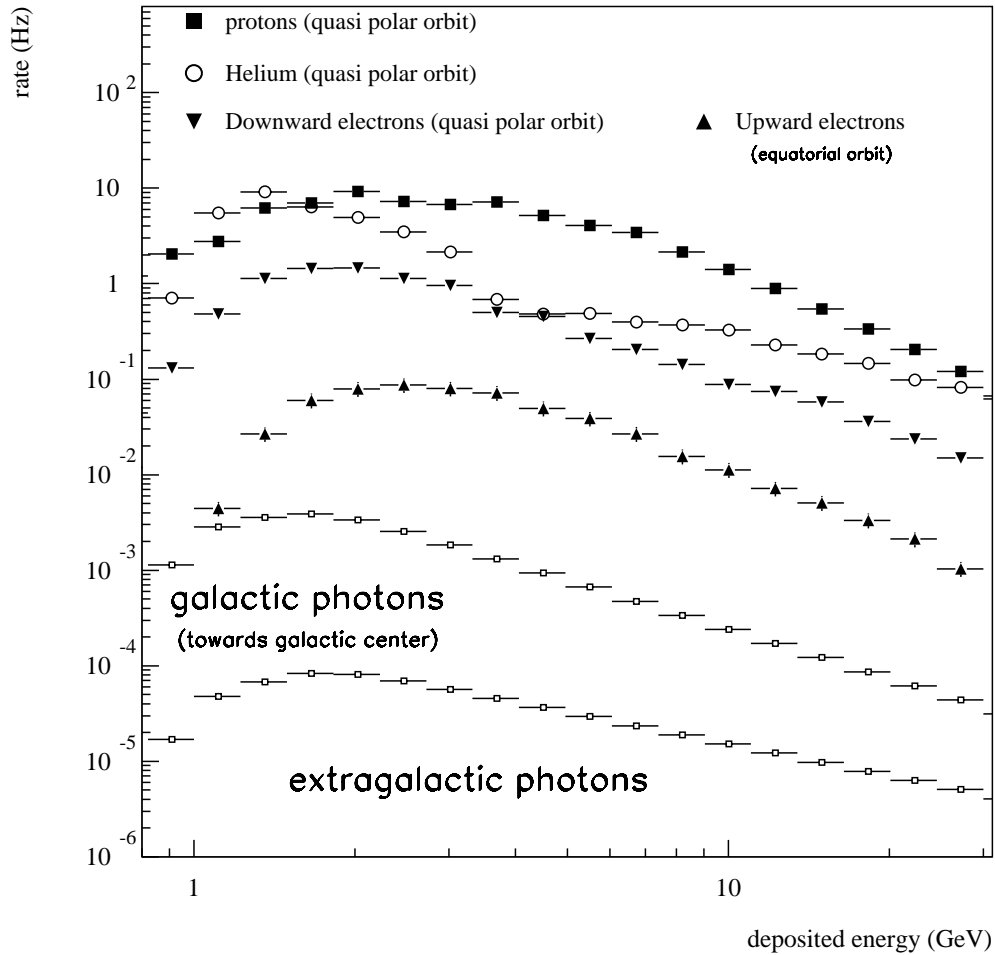 rate (Hz)
protons (quasi polar orbit)
Helium (quasi polar orbit)
Downward electrons (quasi polar orbit)
Upward electrons
(equatorial orbit)
10 2
10
1
10 -1
10 -2
10 -3
10 -4
10 -5
10 -6
galactic photons
(towards galactic center)
extragalactic photons
1
10
deposited energy (GeV)